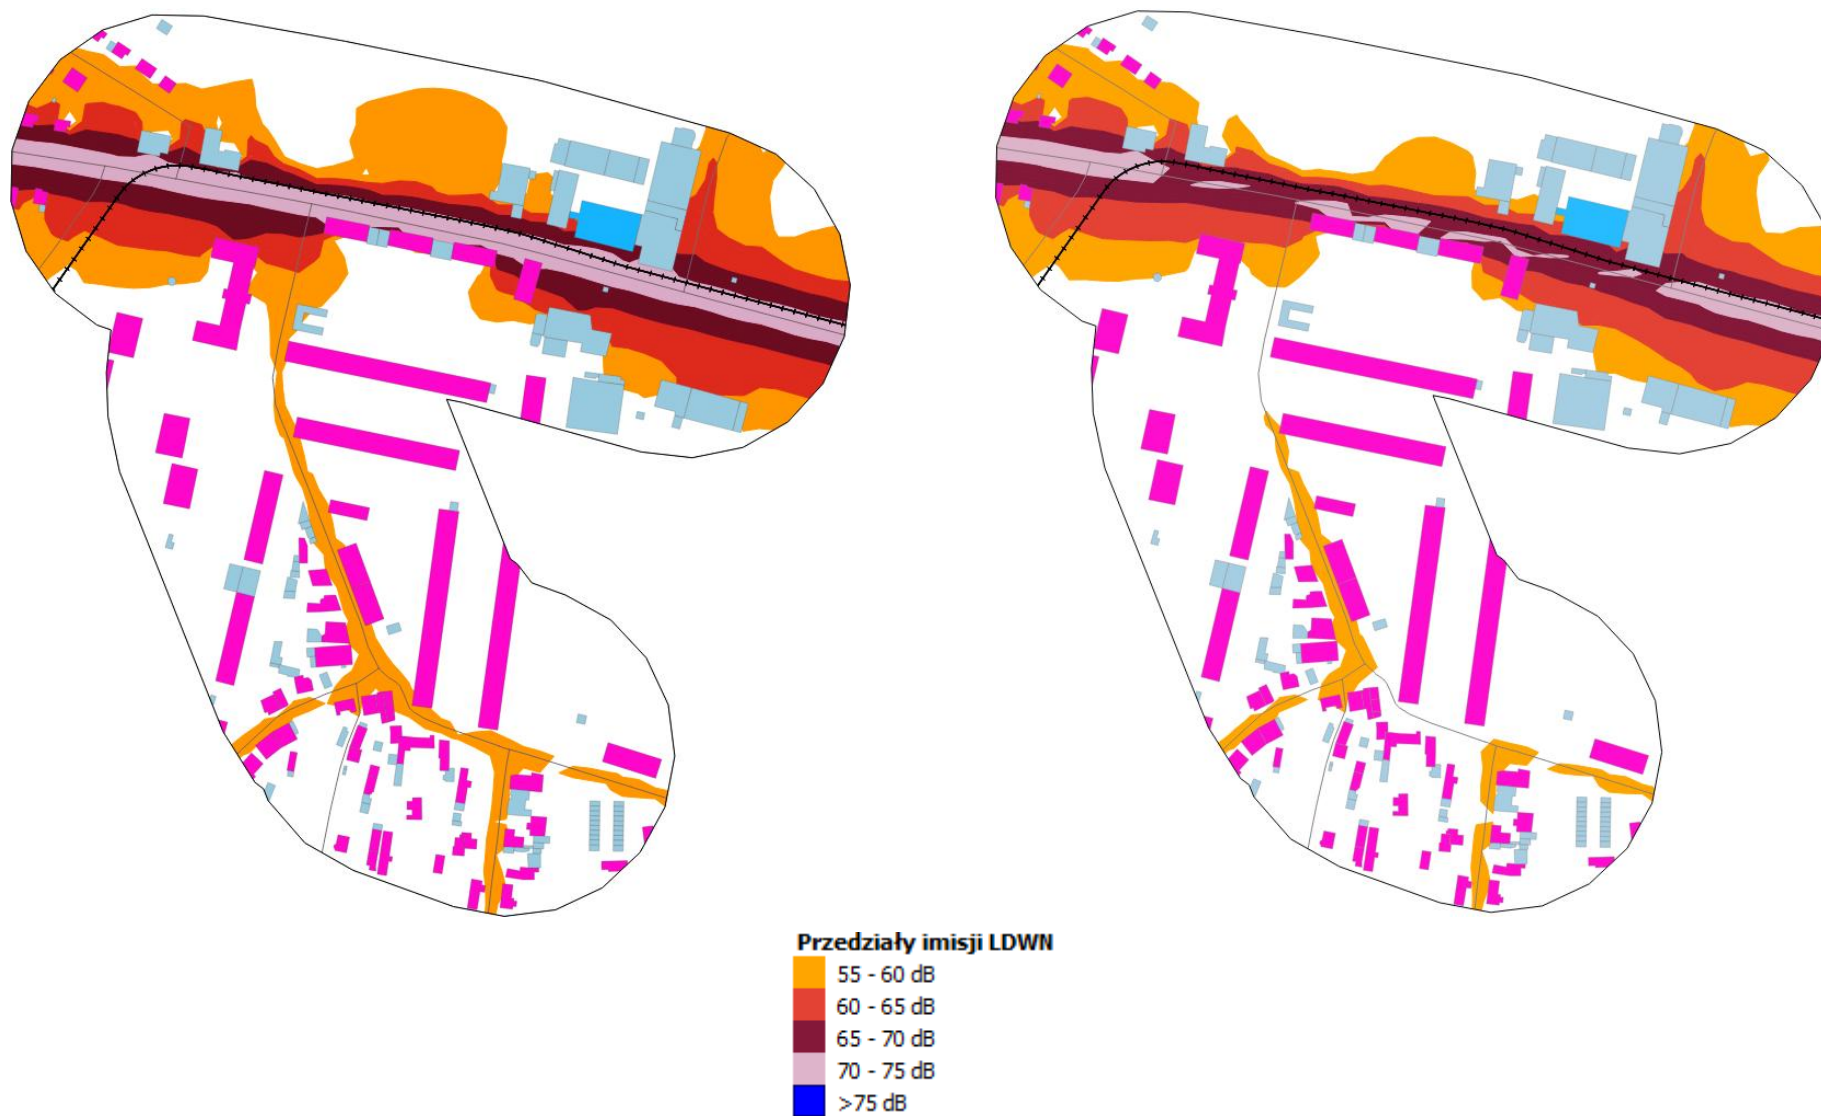 Przedziały imisji LDWN
55 - 60 dB
60 - 65 dB
65 - 70 dB
70 - 75 dB
>75 dB